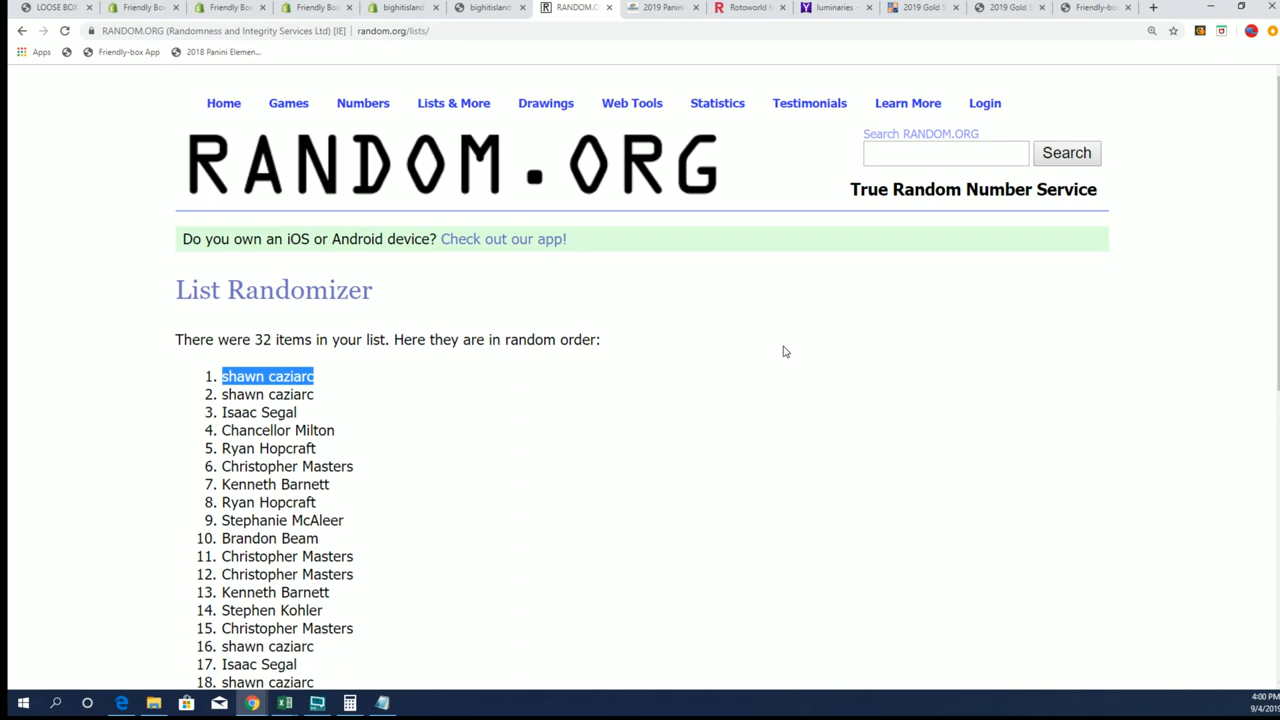 LOOSE BOX
Friendly Box
Friendly Box
Friendly Box
bighitisland
bighitisland
RANDOM.O
2019 Panini
Rotoworld
luminaries -
2019 Gold S
2019 Gold S
Friendly-bo
RANDOM.ORG (Randomness and Integrity Services Ltd) [IE] | random.org/lists/
Apps Friendly-box App 2018 Panini Elemen...
Home Games Numbers Lists & More Drawings Web Tools Statistics Testimonials Learn More Login
RANDOM.ORG
Search RANDOM.ORG
Search
True Random Number Service
Do you own an iOS or Android device? Check out our app!
List Randomizer
There were 32 items in your list. Here they are in random order:
1. shawn caziarc
2. shawn caziarc
3. Isaac Segal
4. Chancellor Milton
5. Ryan Hopcraft
6. Christopher Masters
7. Kenneth Barnett
8. Ryan Hopcraft
9. Stephanie McAleer
10. Brandon Beam
11. Christopher Masters
12. Christopher Masters
13. Kenneth Barnett
14. Stephen Kohler
15. Christopher Masters
16. shawn caziarc
17. Isaac Segal
18. shawn caziarc
4:00 PM
9/4/2019